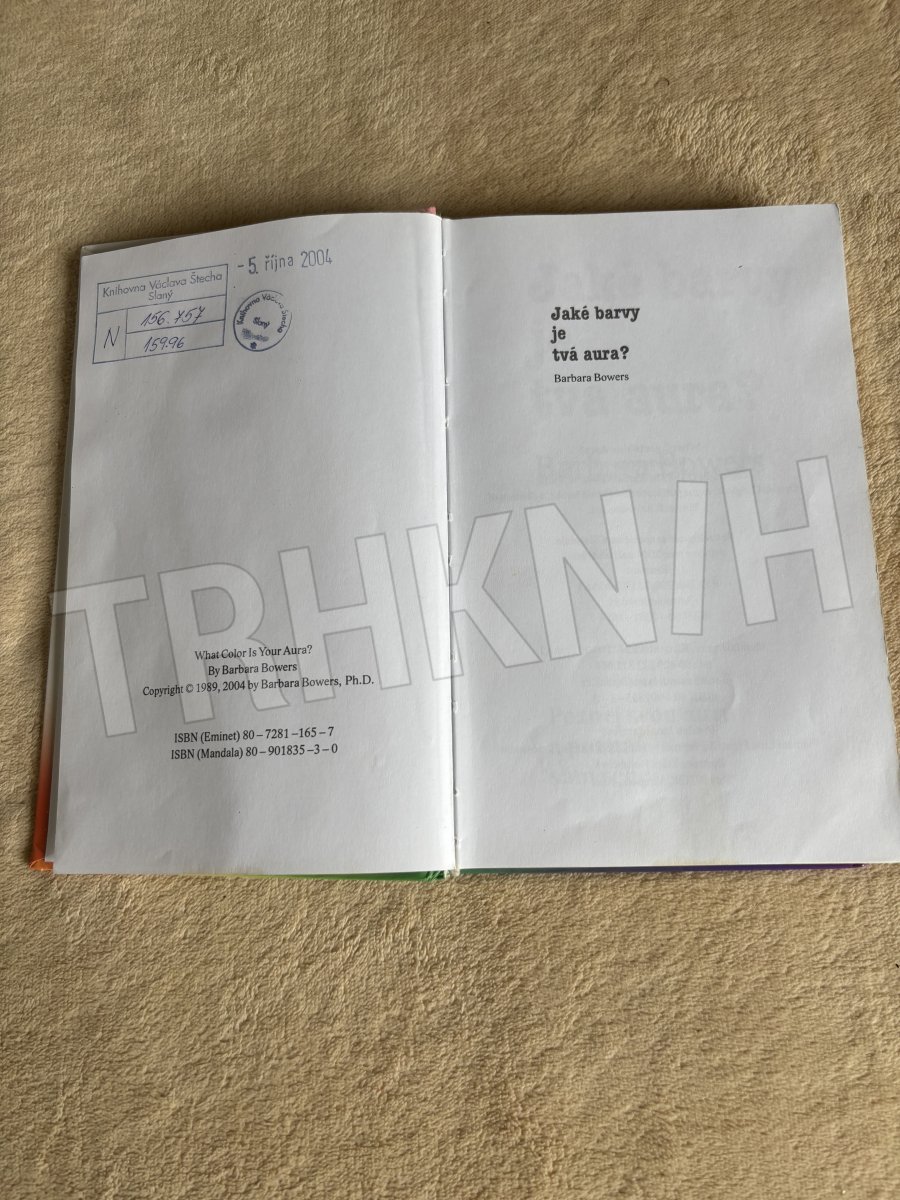 Knihovna Václava Štecha
Slaný
N
156.757
159.96
- 5. října 2004
Knihovna Václava Štecha
Slaný
What Color Is Your Aura?
By Barbara Bowers
Copyright © 1989, 2004 by Barbara Bowers, Ph.D.
ISBN (Eminet) 80 – 7281 –165 – 7
ISBN (Mandala) 80 – 901835 –3 – 0
Jaké barvy
je
tvá aura?
Barbara Bowers
TRHKNIH